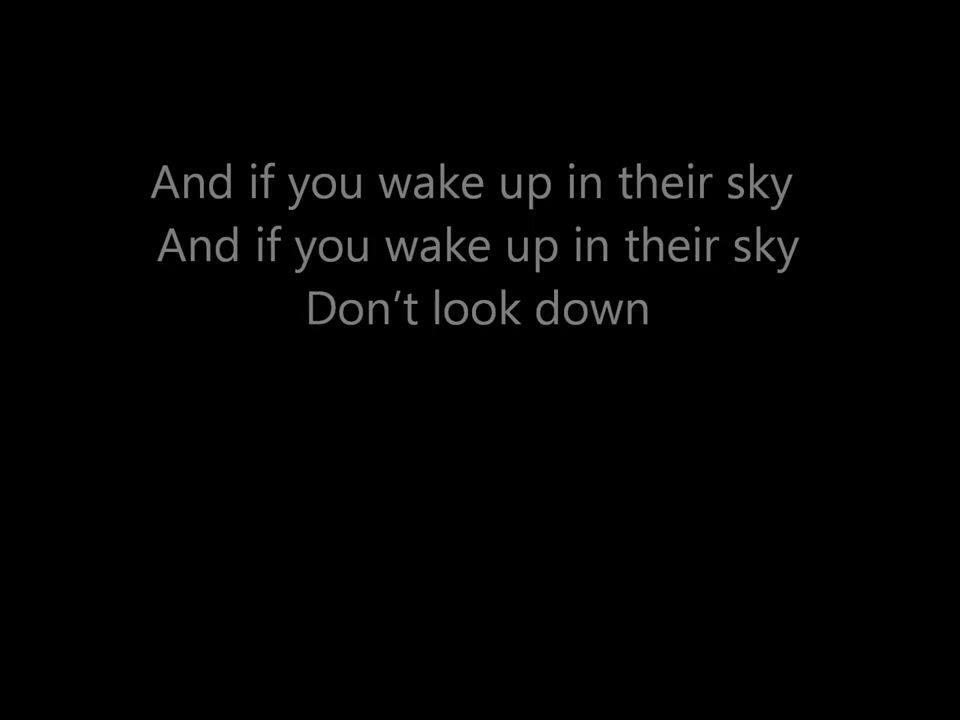 And if you wake up in their sky
And if you wake up in their sky
Don’t look down